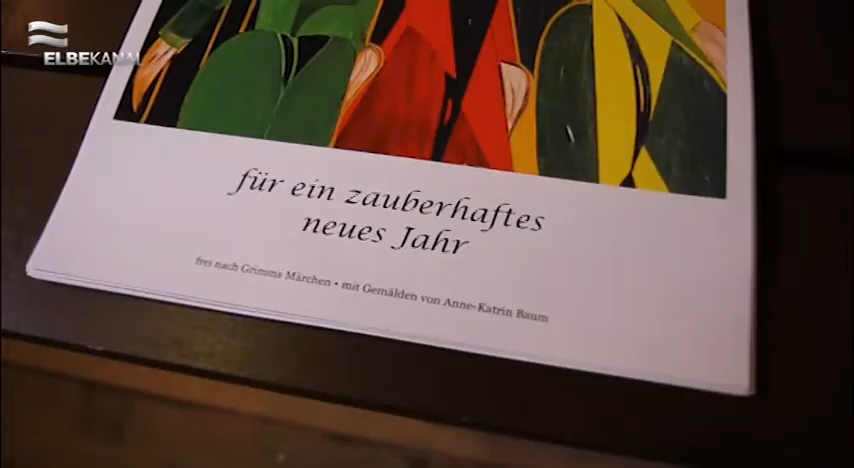 ELBEKANAL
für ein zauberhaftes
neues Jahr
frei nach Grimms Märchen • mit Gemälden von Anne-Katrin Baum